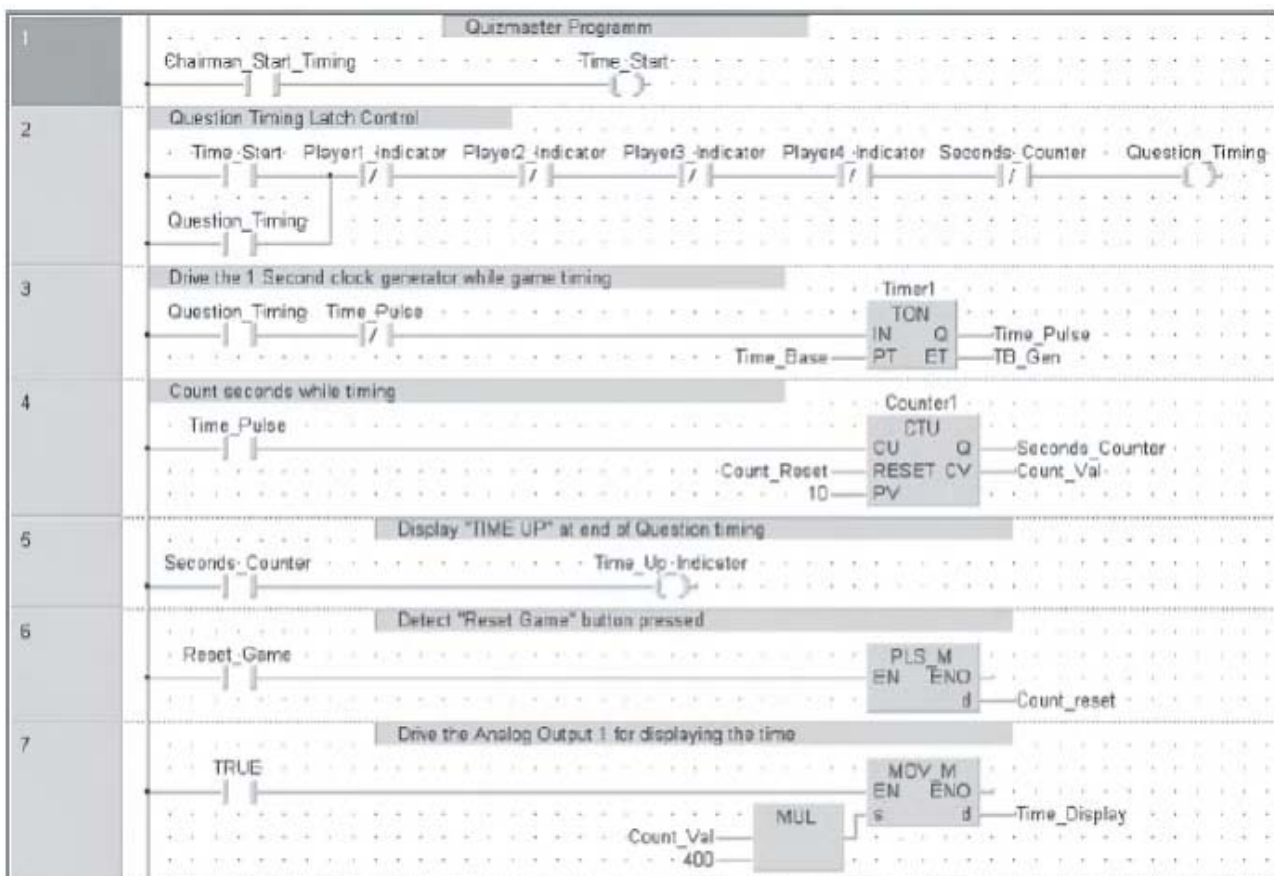 1
Quizmaster Programm
Chairman_Start_Timing Time_Start
2
Question Timing Latch Control
Time_Start Player1_Indicator Player2_Indicator Player3_Indicator Player4_Indicator Seconds_Counter Question_Timing
Question_Timing
3
Drive the 1 Second clock generator while game timing
Timer1
Question_Timing Time_Pulse TON
IN Q Time_Pulse
Time_Base PT ET TB_Gen
4
Count seconds while timing
Counter1
Time_Pulse CTU
CU Q Seconds_Counter
Count_Reset RESET CV Count_Val
10 PV
5
Display "TIME UP" at end of Question timing
Seconds_Counter Time_Up_Indicator
6
Detect "Reset Game" button pressed
Reset_Game PLS_M
EN ENO
d Count_reset
7
Drive the Analog Output 1 for displaying the time
TRUE MOV_M
EN ENO
MUL s d Time_Display
Count_Val
400